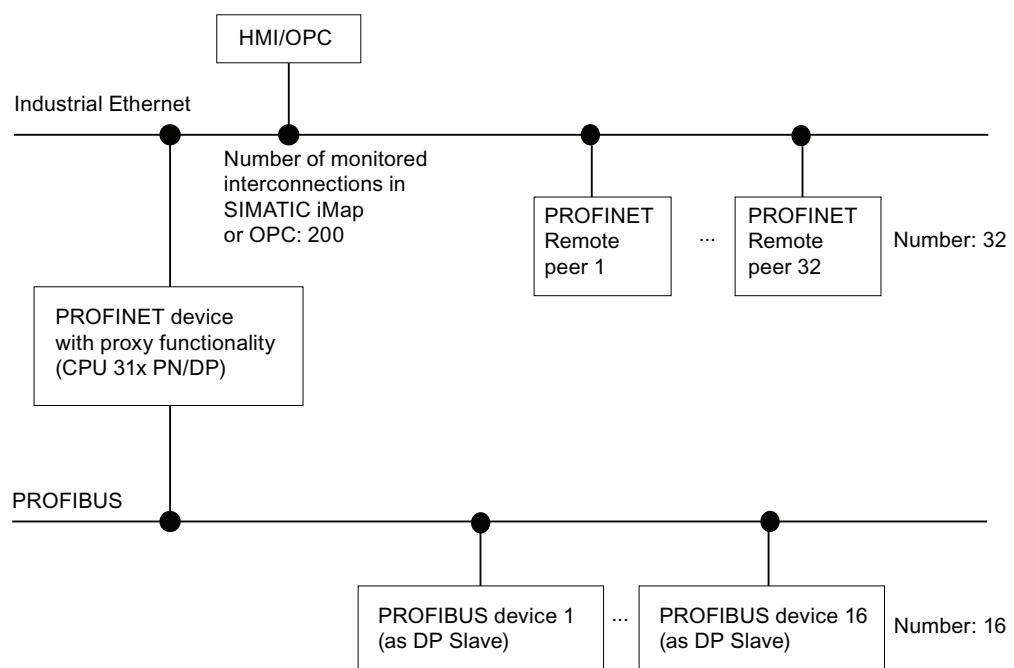 HMI/OPC
Industrial Ethernet
Number of monitored
interconnections in
SIMATIC iMap
or OPC: 200
PROFINET
Remote
peer 1
...
PROFINET
Remote
peer 32
Number: 32
PROFINET device
with proxy functionality
(CPU 31x PN/DP)
PROFIBUS
PROFIBUS device 1
(as DP Slave)
...
PROFIBUS device 16
(as DP Slave)
Number: 16